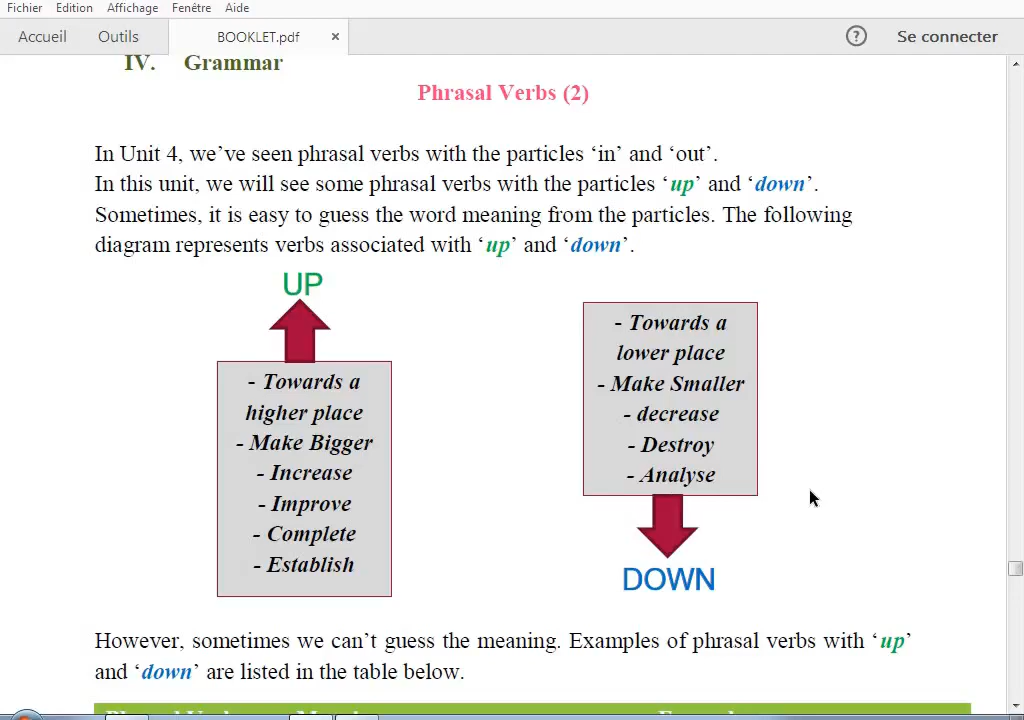 Fichier Edition Affichage Fenêtre Aide
Accueil Outils BOOKLET.pdf × ? Se connecter
IV. Grammar
Phrasal Verbs (2)
In Unit 4, we’ve seen phrasal verbs with the particles ‘in’ and ‘out’.
In this unit, we will see some phrasal verbs with the particles ‘up’ and ‘down’.
Sometimes, it is easy to guess the word meaning from the particles. The following
diagram represents verbs associated with ‘up’ and ‘down’.
UP
- Towards a
higher place
- Make Bigger
- Increase
- Improve
- Complete
- Establish
- Towards a
lower place
- Make Smaller
- decrease
- Destroy
- Analyse
DOWN
However, sometimes we can’t guess the meaning. Examples of phrasal verbs with ‘up’
and ‘down’ are listed in the table below.